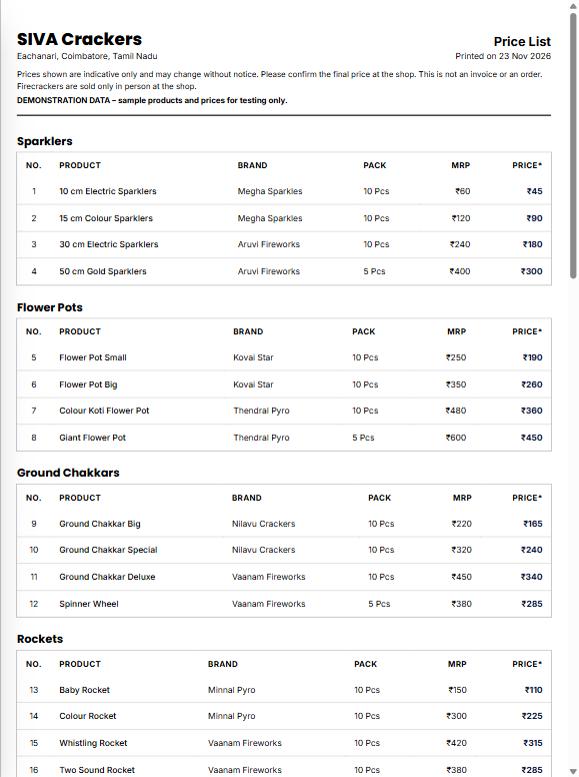 SIVA Crackers
Price List
Eachanari, Coimbatore, Tamil Nadu
Printed on 23 Nov 2026
Prices shown are indicative only and may change without notice. Please confirm the final price at the shop. This is not an invoice or an order.
Firecrackers are sold only in person at the shop.
DEMONSTRATION DATA – sample products and prices for testing only.
Sparklers
NO. PRODUCT BRAND PACK MRP PRICE*
1 10 cm Electric Sparklers Megha Sparkles 10 Pcs ₹60 ₹45
2 15 cm Colour Sparklers Megha Sparkles 10 Pcs ₹120 ₹90
3 30 cm Electric Sparklers Aruvi Fireworks 10 Pcs ₹240 ₹180
4 50 cm Gold Sparklers Aruvi Fireworks 5 Pcs ₹400 ₹300
Flower Pots
NO. PRODUCT BRAND PACK MRP PRICE*
5 Flower Pot Small Kovai Star 10 Pcs ₹250 ₹190
6 Flower Pot Big Kovai Star 10 Pcs ₹350 ₹260
7 Colour Koti Flower Pot Thendral Pyro 10 Pcs ₹480 ₹360
8 Giant Flower Pot Thendral Pyro 5 Pcs ₹600 ₹450
Ground Chakkars
NO. PRODUCT BRAND PACK MRP PRICE*
9 Ground Chakkar Big Nilavu Crackers 10 Pcs ₹220 ₹165
10 Ground Chakkar Special Nilavu Crackers 10 Pcs ₹320 ₹240
11 Ground Chakkar Deluxe Vaanam Fireworks 10 Pcs ₹450 ₹340
12 Spinner Wheel Vaanam Fireworks 5 Pcs ₹380 ₹285
Rockets
NO. PRODUCT BRAND PACK MRP PRICE*
13 Baby Rocket Minnal Pyro 10 Pcs ₹150 ₹110
14 Colour Rocket Minnal Pyro 10 Pcs ₹300 ₹225
15 Whistling Rocket Vaanam Fireworks 10 Pcs ₹420 ₹315
16 Two Sound Rocket Vaanam Fireworks 10 Pcs ₹380 ₹285